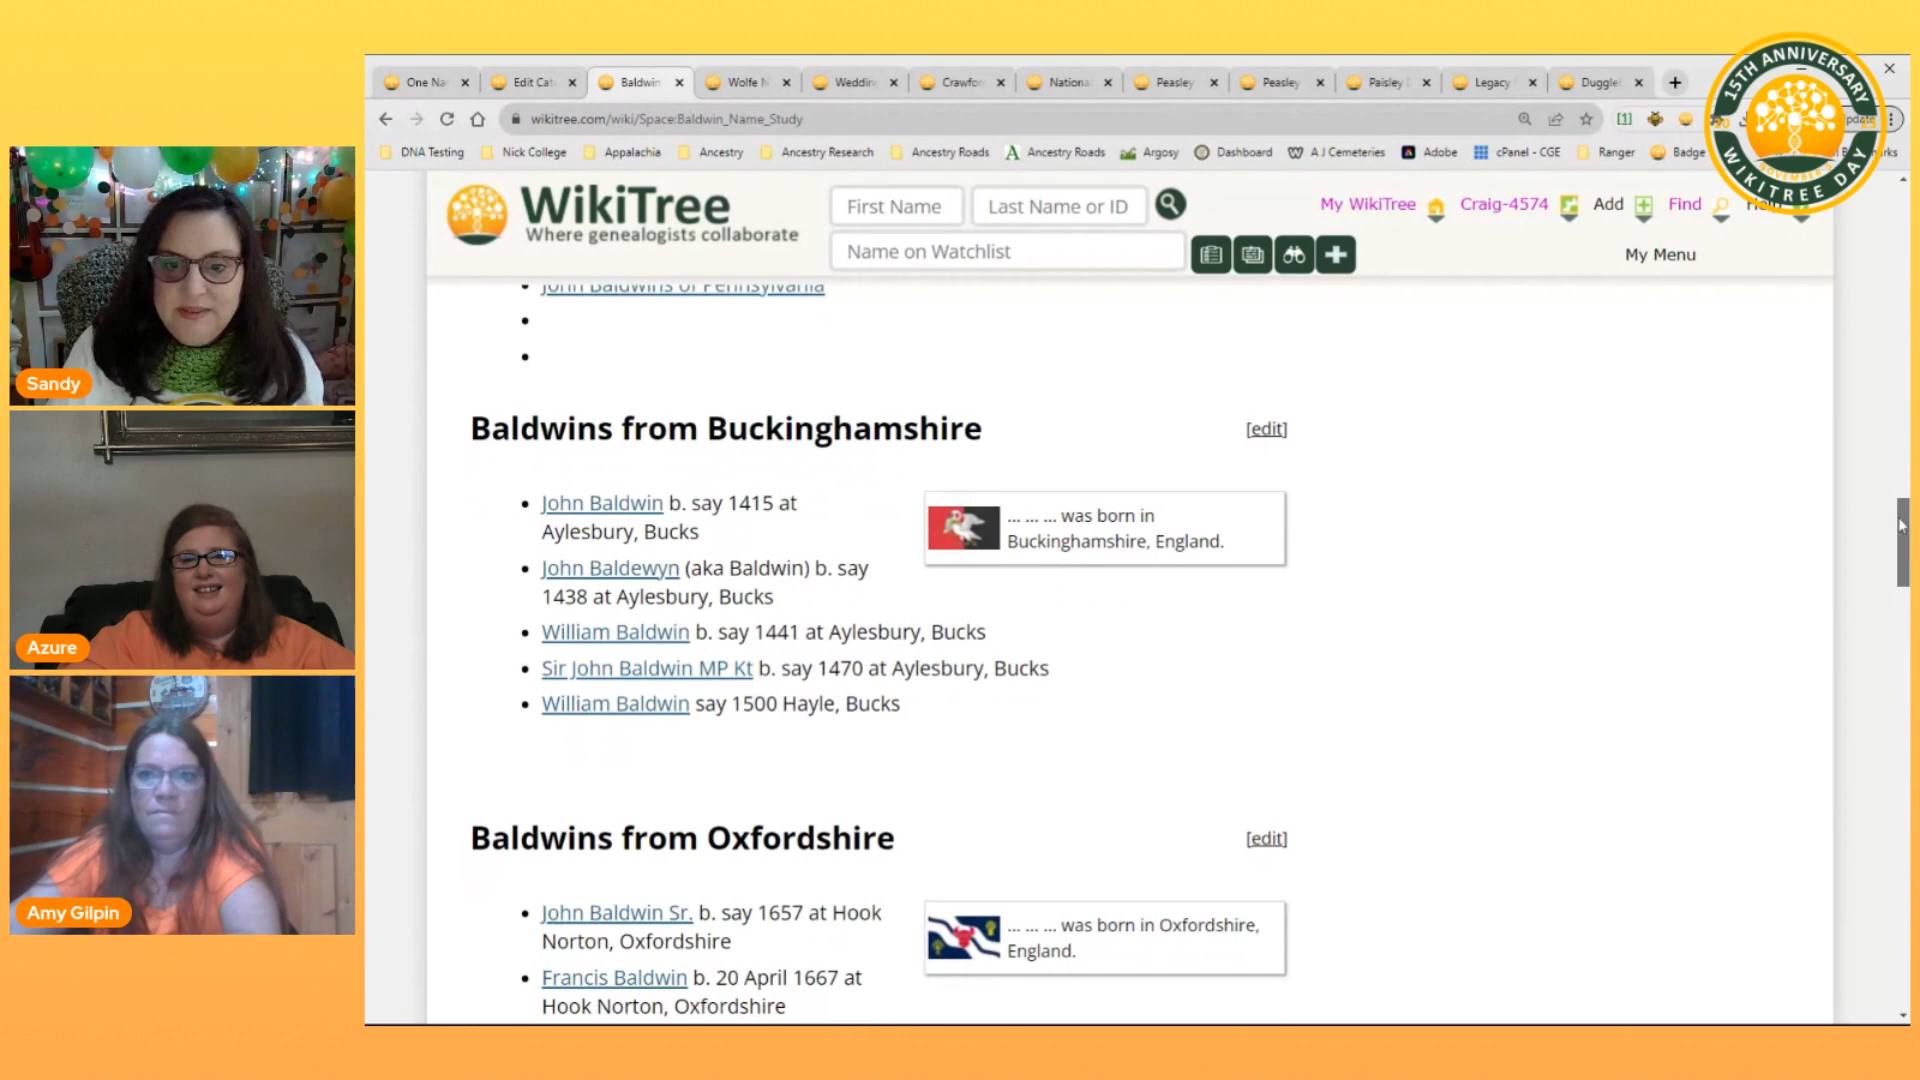 One Na
Edit Cat
Baldwin
Wolfe N
Weddin
Crawfor
Nationa
Peasley
Peasley
Paisley
Legacy
Duggle
wikitree.com/wiki/Space:Baldwin_Name_Study
DNA Testing
Nick College
Appalachia
Ancestry
Ancestry Research
Ancestry Roads
Ancestry Roads
Argosy
Dashboard
A J Cemeteries
Adobe
cPanel - CGE
Ranger
Badge
15TH ANNIVERSARY
NOVEMBER
WIKITREE DAY
WikiTree
Where genealogists collaborate
First Name
Last Name or ID
Name on Watchlist
My WikiTree
Craig-4574
Add
Find
Help
My Menu
John Baldwins of Pennsylvania
Baldwins from Buckinghamshire
[edit]
John Baldwin b. say 1415 at
Aylesbury, Bucks
John Baldewyn (aka Baldwin) b. say
1438 at Aylesbury, Bucks
William Baldwin b. say 1441 at Aylesbury, Bucks
Sir John Baldwin MP Kt b. say 1470 at Aylesbury, Bucks
William Baldwin say 1500 Hayle, Bucks
... ... ... was born in
Buckinghamshire, England.
Baldwins from Oxfordshire
[edit]
John Baldwin Sr. b. say 1657 at Hook
Norton, Oxfordshire
Francis Baldwin b. 20 April 1667 at
Hook Norton, Oxfordshire
... ... ... was born in Oxfordshire,
England.
Sandy
Azure
Amy Gilpin